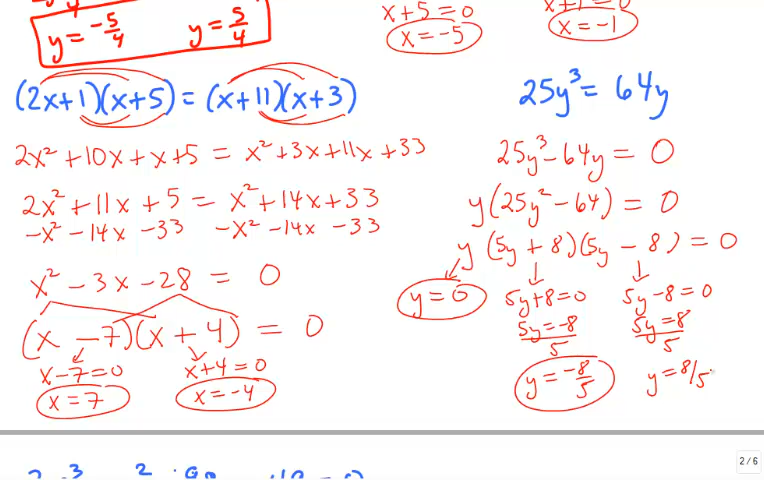 y = -5/4 y = 5/4
x+5 = 0
x = -5
x = -1
(2x+1)(x+5) = (x+11)(x+3)
2x² + 10x + x + 5 = x² + 3x + 11x + 33
2x² + 11x + 5 = x² + 14x + 33
-x² - 14x - 33 -x² - 14x - 33
x² - 3x - 28 = 0
(x - 7)(x + 4) = 0
x - 7 = 0 x + 4 = 0
x = 7 x = -4
25y³ = 64y
25y³ - 64y = 0
y(25y² - 64) = 0
y(5y + 8)(5y - 8) = 0
y = 0 5y + 8 = 0 5y - 8 = 0
5y = -8 5y = 8
5 5
y = -8/5 y = 8/5
2 / 6